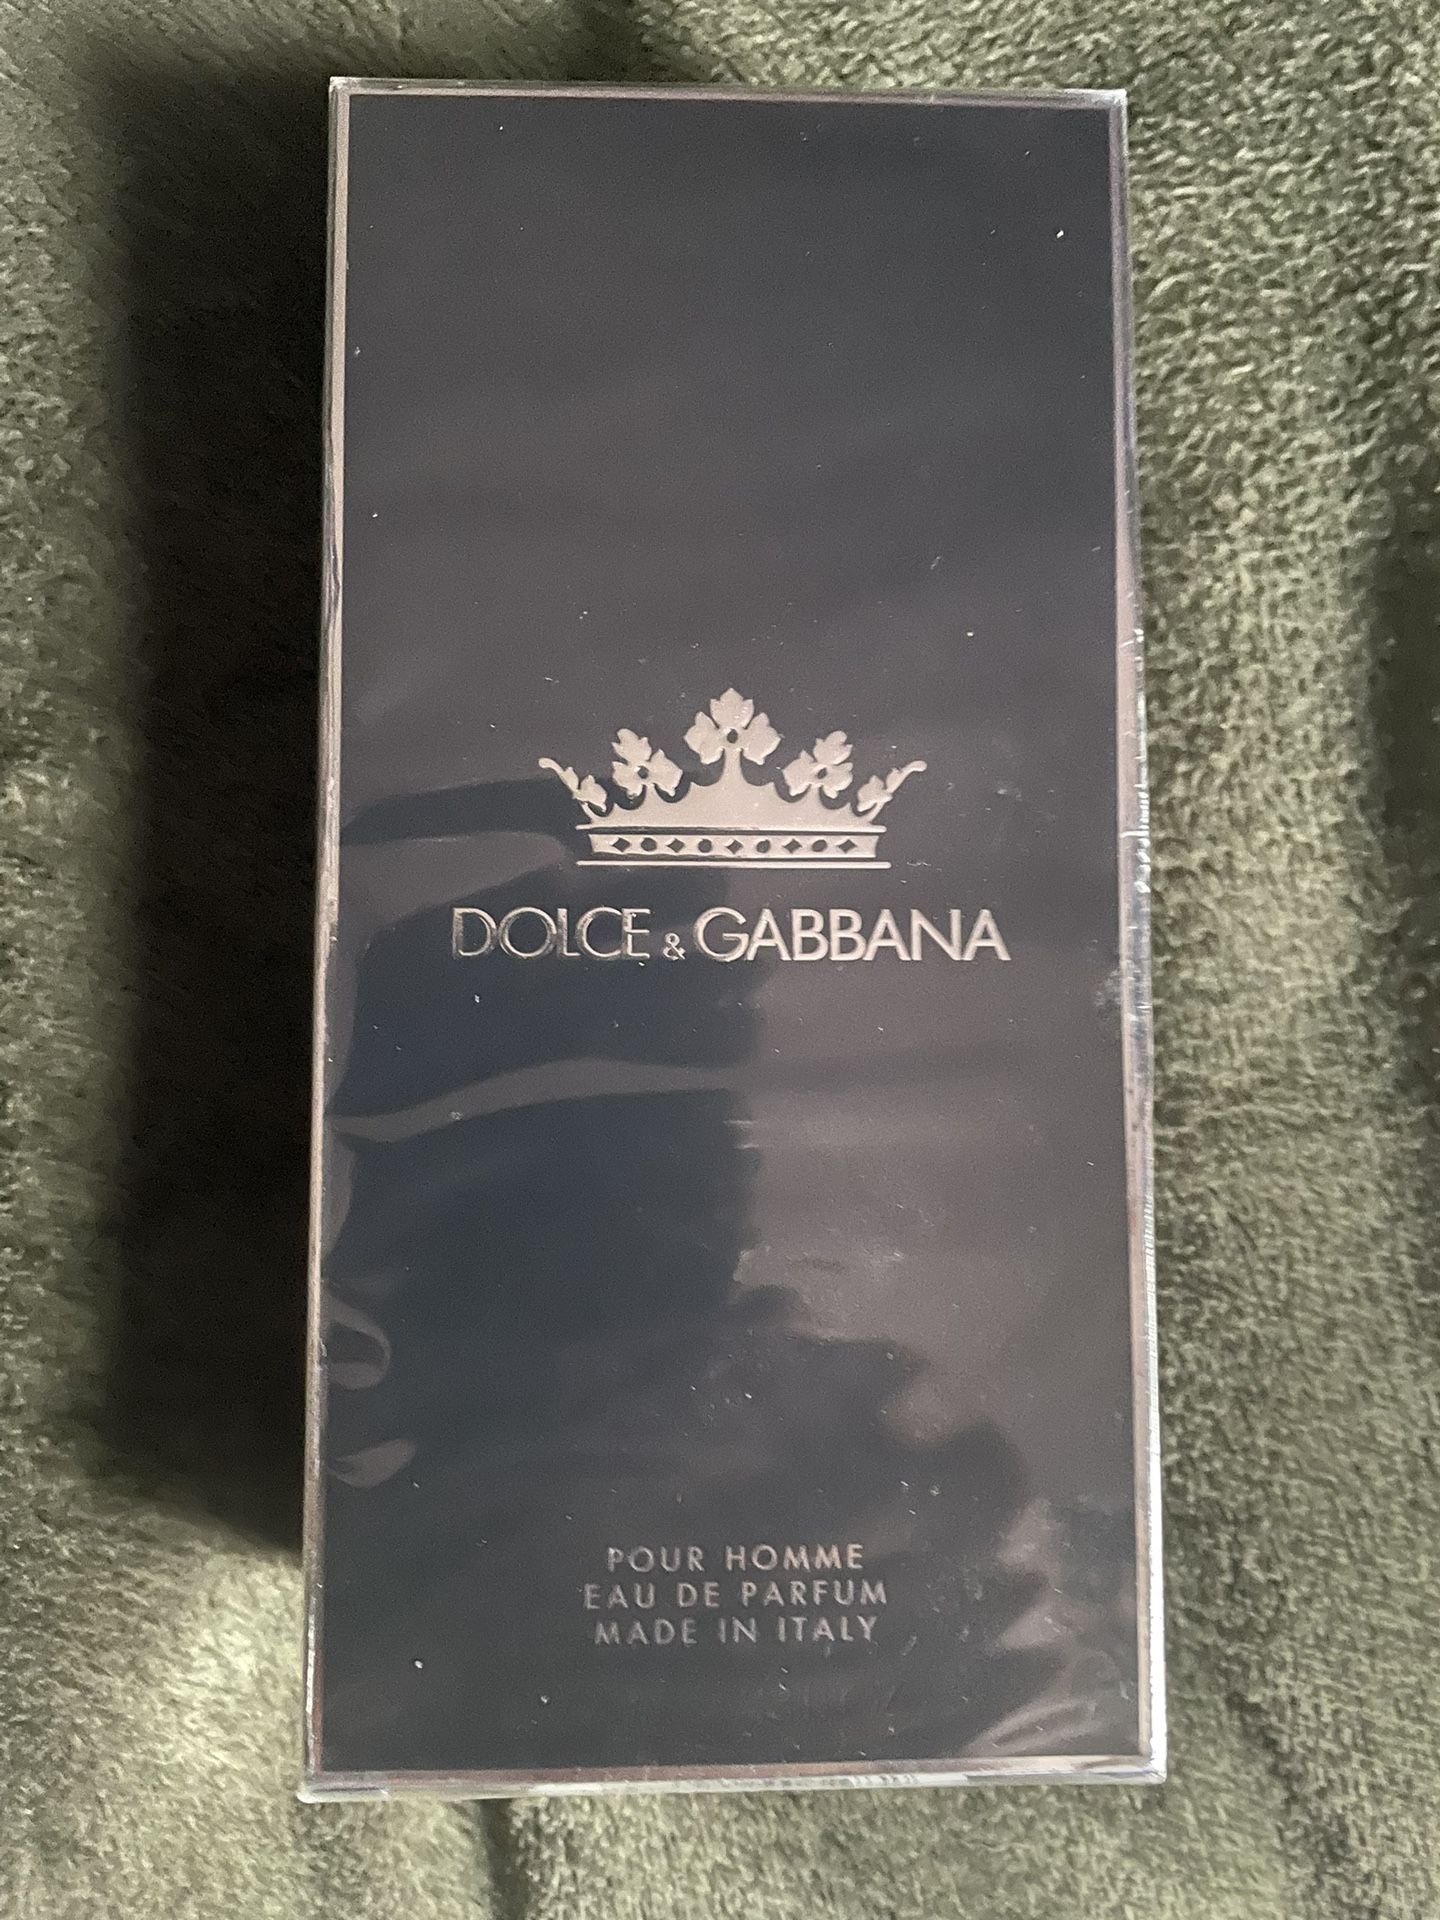 DOLCE & GABBANA
POUR HOMME
EAU DE PARFUM
MADE IN ITALY